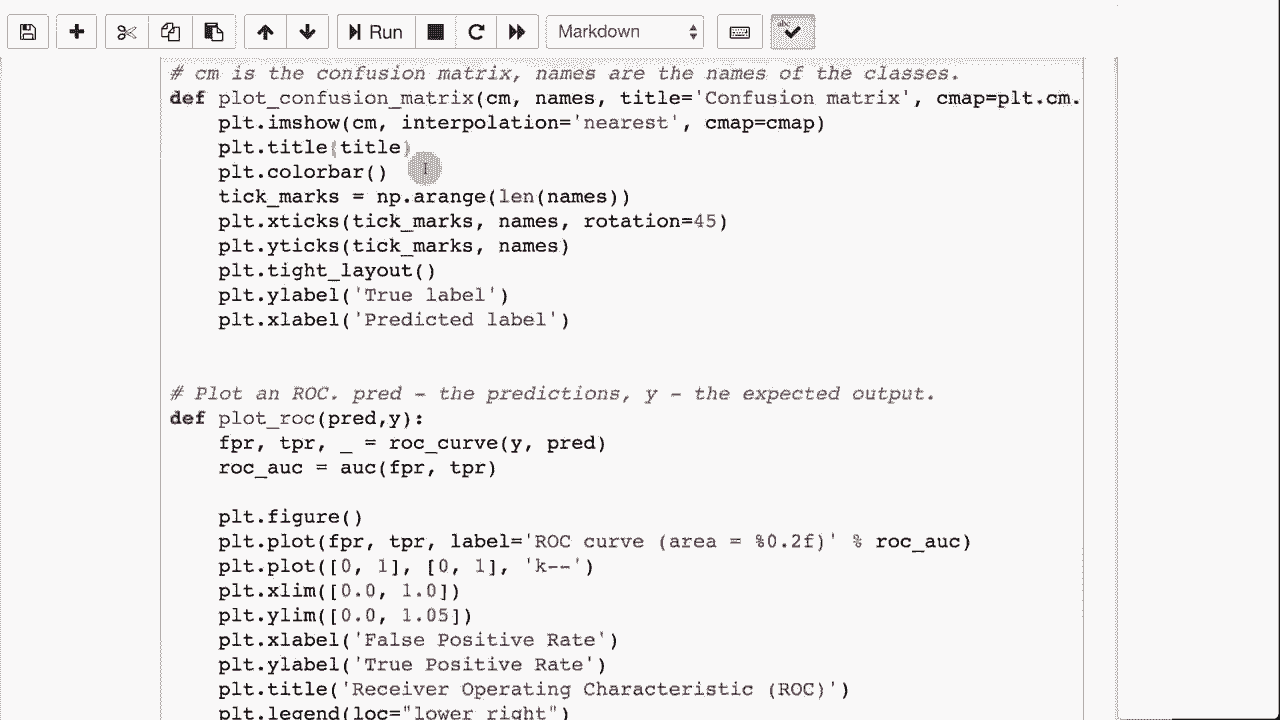 Run
Markdown
# cm is the confusion matrix, names are the names of the classes.
def plot_confusion_matrix(cm, names, title='Confusion matrix', cmap=plt.cm.
    plt.imshow(cm, interpolation='nearest', cmap=cmap)
    plt.title(title)
    plt.colorbar()
    tick_marks = np.arange(len(names))
    plt.xticks(tick_marks, names, rotation=45)
    plt.yticks(tick_marks, names)
    plt.tight_layout()
    plt.ylabel('True label')
    plt.xlabel('Predicted label')
# Plot an ROC. pred - the predictions, y - the expected output.
def plot_roc(pred,y):
    fpr, tpr, _ = roc_curve(y, pred)
    roc_auc = auc(fpr, tpr)
    plt.figure()
    plt.plot(fpr, tpr, label='ROC curve (area = %0.2f)' % roc_auc)
    plt.plot([0, 1], [0, 1], 'k--')
    plt.xlim([0.0, 1.0])
    plt.ylim([0.0, 1.05])
    plt.xlabel('False Positive Rate')
    plt.ylabel('True Positive Rate')
    plt.title('Receiver Operating Characteristic (ROC)')
    plt.legend(loc="lower right")